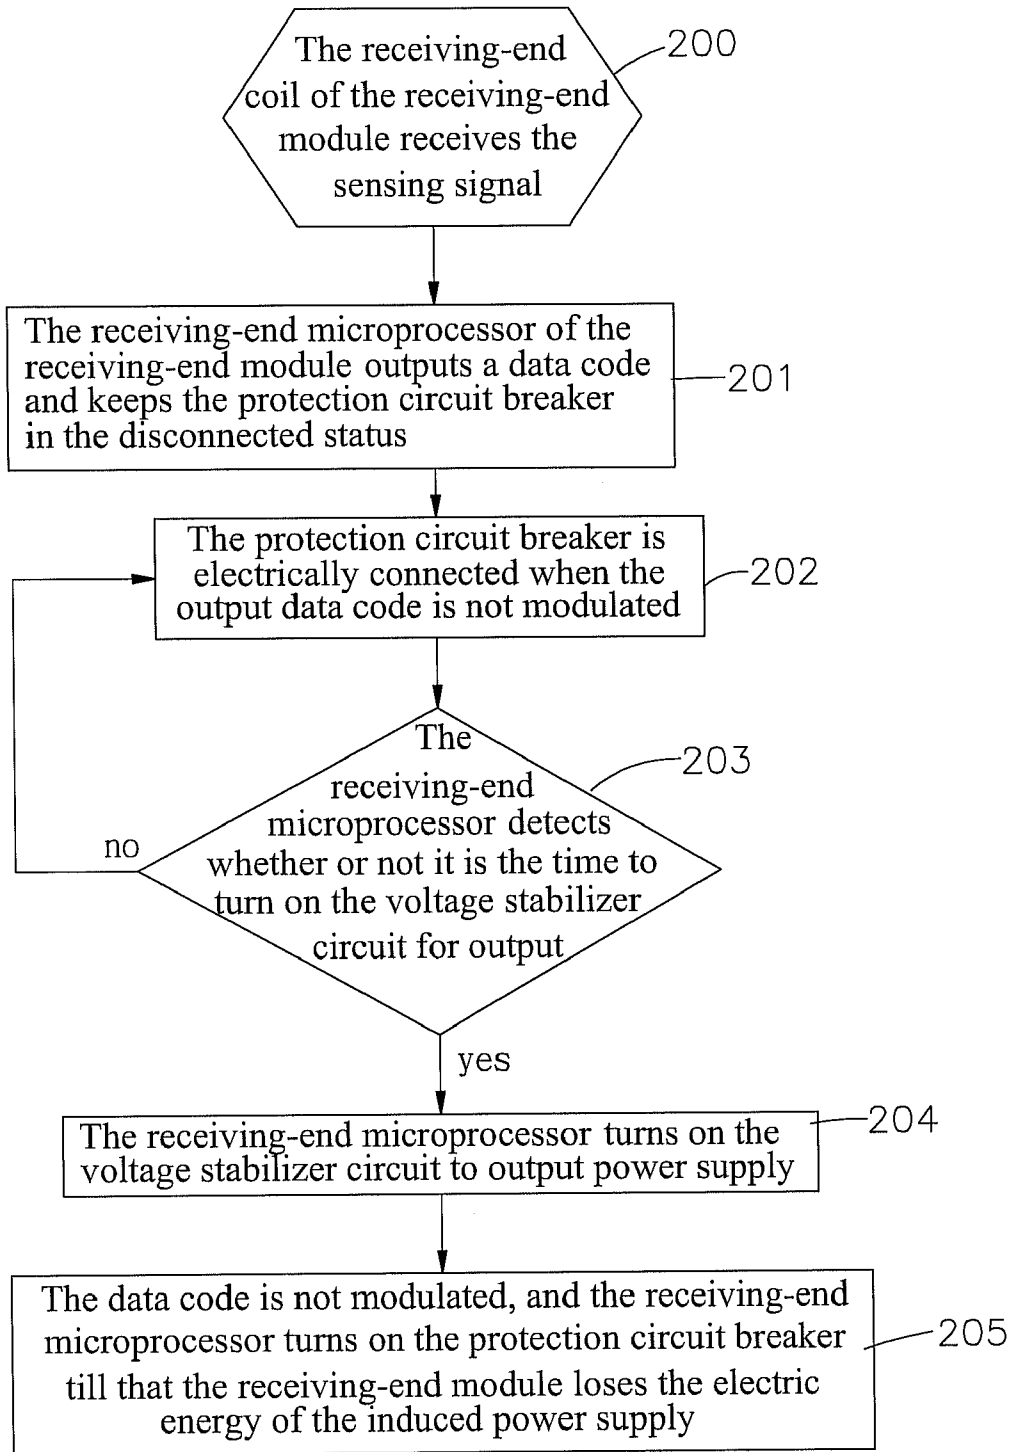 The receiving-end
coil of the receiving-end
module receives the
sensing signal
200
The receiving-end microprocessor of the
receiving-end module outputs a data code
and keeps the protection circuit breaker
in the disconnected status
201
The protection circuit breaker is
electrically connected when the
output data code is not modulated
202
The
receiving-end
microprocessor detects
whether or not it is the time to
turn on the voltage stabilizer
circuit for output
203
no
yes
The receiving-end microprocessor turns on the
voltage stabilizer circuit to output power supply
204
The data code is not modulated, and the receiving-end
microprocessor turns on the protection circuit breaker
till that the receiving-end module loses the electric
energy of the induced power supply
205